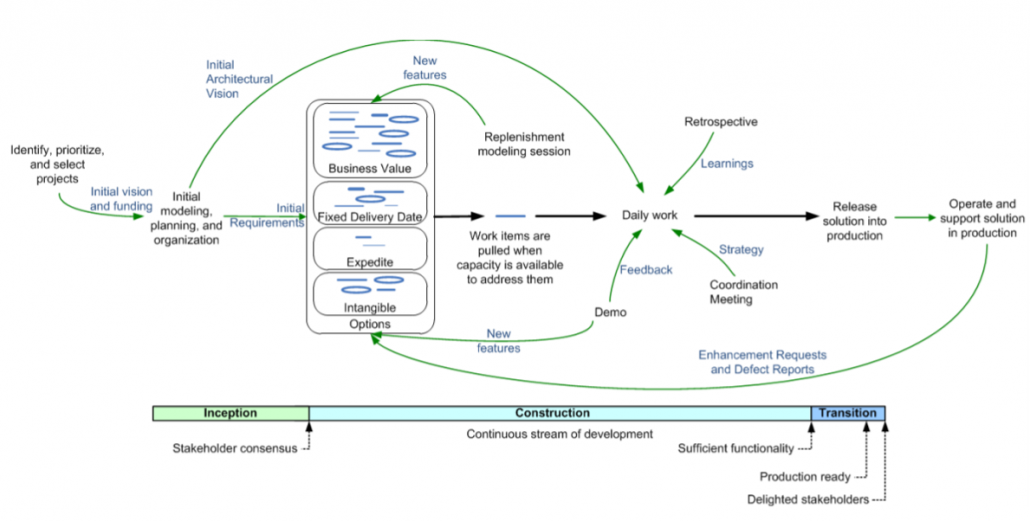 Initial
Architectural
Vision
New
features
Identify, prioritize,
and select
projects
Initial vision
and funding
Initial
modeling,
planning, and
organization
Initial
Requirements
Business Value
Fixed Delivery Date
Expedite
Intangible
Options
Replenishment
modeling session
Work items are
pulled when
capacity is available
to address them
Retrospective
Learnings
Daily work
Strategy
Coordination
Meeting
Feedback
Demo
New
features
Release
solution into
production
Operate and
support solution
in production
Enhancement Requests
and Defect Reports
Inception
Construction
Transition
Continuous stream of development
Stakeholder consensus
Sufficient functionality
Production ready
Delighted stakeholders